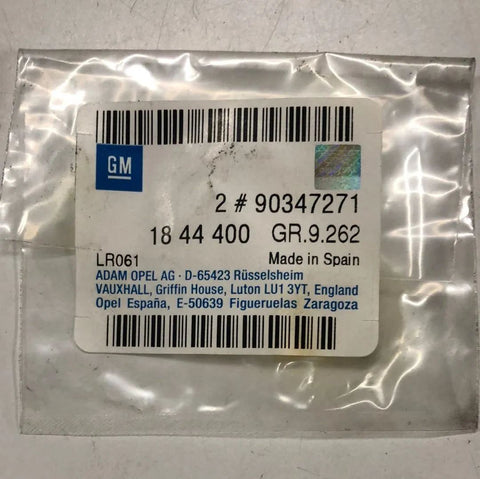 GM
2 # 90347271
18 44 400 GR.9.262
LR061 Made in Spain
ADAM OPEL AG · D-65423 Rüsselsheim
VAUXHALL, Griffin House, Luton LU1 3YT, England
Opel España, E-50639 Figueruelas Zaragoza